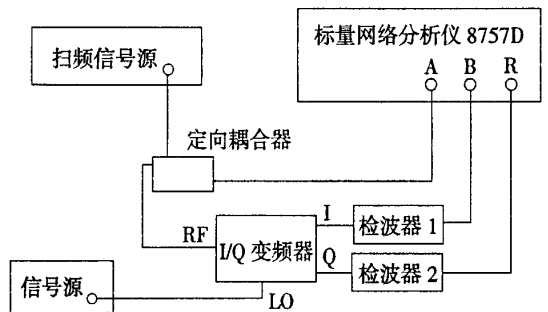 标量网络分析仪 8757D
A B R
扫频信号源
定向耦合器
RF
I/Q 变频器
I
检波器 1
Q
检波器 2
信号源
LO